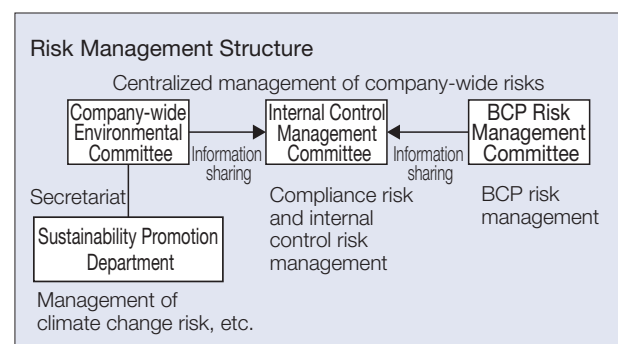 Risk Management Structure
Centralized management of company-wide risks
Company-wide
Environmental
Committee
Information
sharing
Internal Control
Management
Committee
Information
sharing
BCP Risk
Management
Committee
Secretariat
Sustainability Promotion
Department
Management of
climate change risk, etc.
Compliance risk
and internal
control risk
management
BCP risk
management